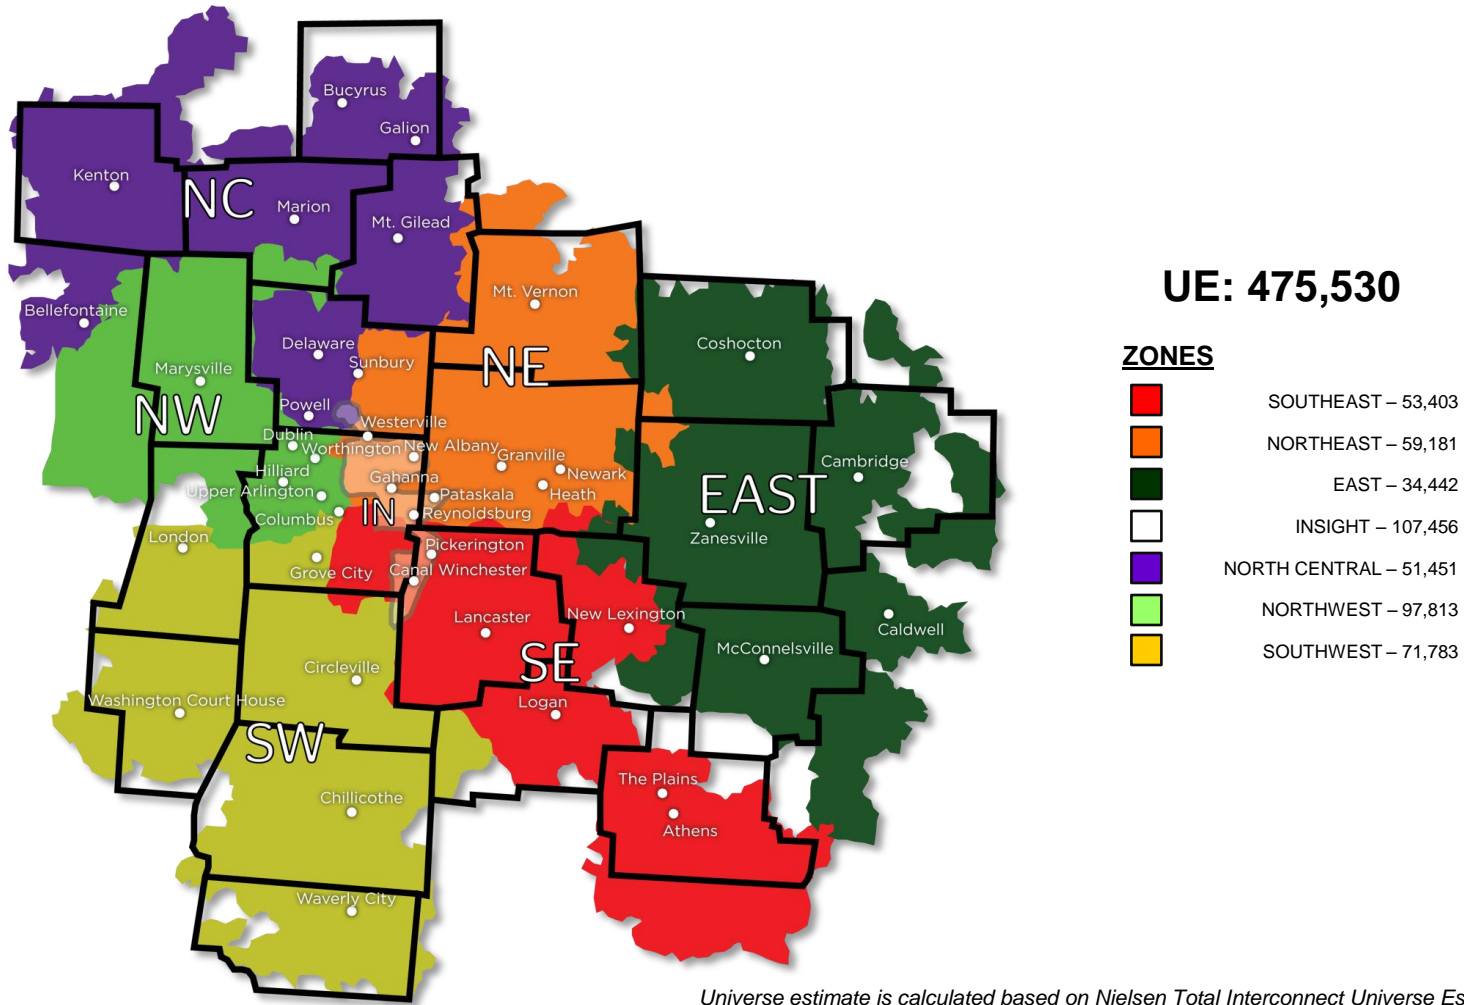 Bucyrus
Galion
Kenton
NC
Marion
Mt. Gilead
Mt. Vernon
UE: 475,530
Bellefontaine
Coshocton
Delaware
Sunbury
NE
ZONES
Marysville
SOUTHEAST – 53,403
NW
Powell
Westerville
NORTHEAST – 59,181
Dublin
Worthington
New Albany
Granville
Cambridge
Hilliard
Gahanna
Newark
EAST – 34,442
Upper Arlington
Pataskala
Heath
EAST
Columbus
IN
Reynoldsburg
INSIGHT – 107,456
London
Pickerington
Zanesville
Grove City
Canal Winchester
NORTH CENTRAL – 51,451
Lancaster
New Lexington
NORTHWEST – 97,813
Caldwell
McConnelsville
SOUTHWEST – 71,783
Circleville
SE
Washington Court House
Logan
SW
The Plains
Chillicothe
Athens
Waverly City
Universe estimate is calculated based on Nielsen Total Interconnect Universe Es